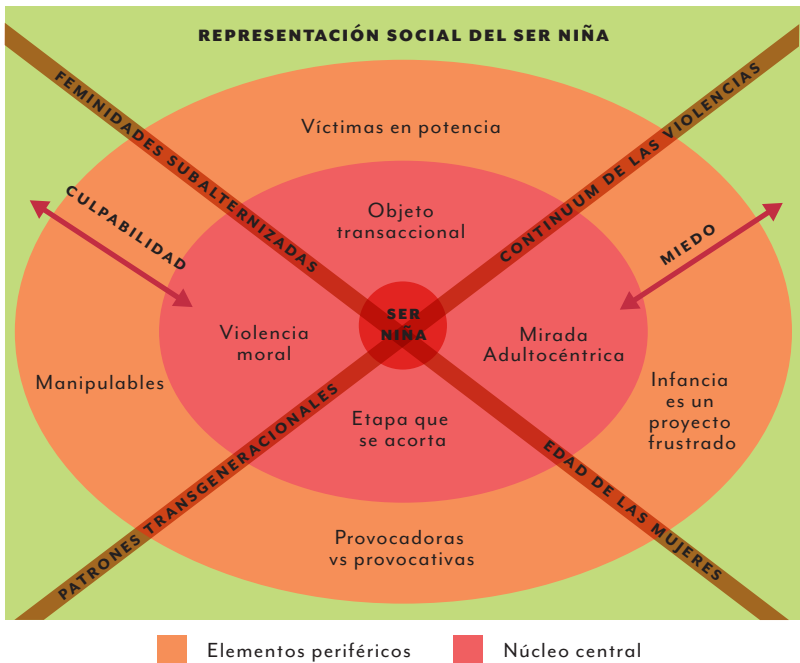 REPRESENTACIÓN SOCIAL DEL SER NIÑA
FEMINIDADES SUBALTERNIZADAS
CONTINUUM DE LAS VIOLENCIAS
Víctimas en potencia
CULPABILIDAD
Objeto
transaccional
MIEDO
SER
NIÑA
Violencia
moral
Mirada
Adultocéntrica
Manipulables
Infancia
es un
proyecto
frustrado
Etapa que
se acorta
PATRONES TRANSGENERACIONALES
EDAD DE LAS MUJERES
Provocadoras
vs provocativas
Elementos periféricos
Núcleo central